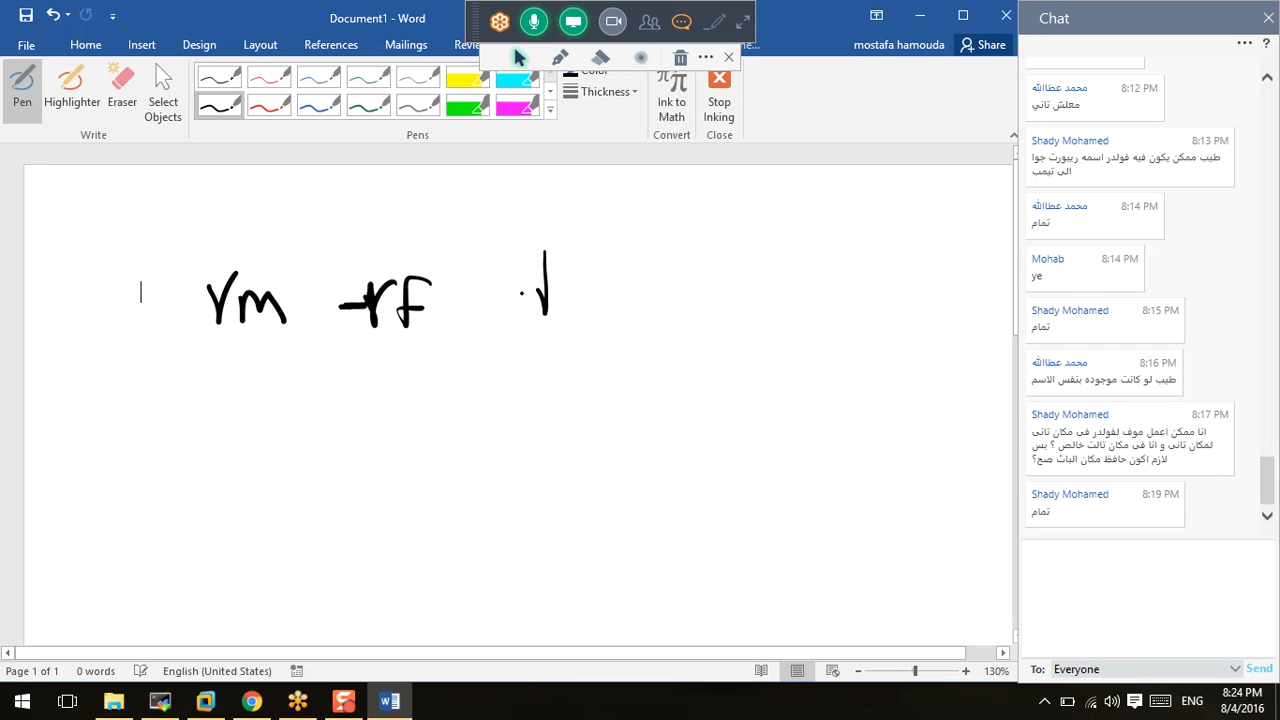 Document1 - Word
File
Home
Insert
Design
Layout
References
Mailings
mostafa hamouda
Share
Pen
Highlighter
Eraser
Select Objects
Write
Pens
Color
Thickness
Ink to Math
Convert
Stop Inking
Close
rm -rf
Chat
محمد عطاالله 8:12 PM
معلش تاني
Shady Mohamed 8:13 PM
طيب ممكن يكون فيه فولدر اسمه ريبورت جوا
الى تيمب
محمد عطاالله 8:14 PM
تمام
Mohab 8:14 PM
ye
Shady Mohamed 8:15 PM
تمام
محمد عطاالله 8:16 PM
طيب لو كانت موجوده بنفس الاسم
Shady Mohamed 8:17 PM
انا ممكن اعمل موف لفولدر فى مكان تانى
لمكان تانى و انا فى مكان تالت خالص ؟ بس
لازم اكون حافظ مكان الباث صح؟
Shady Mohamed 8:19 PM
تمام
To: Everyone Send
Page 1 of 1 0 words English (United States) 130%
ENG
8:24 PM
8/4/2016